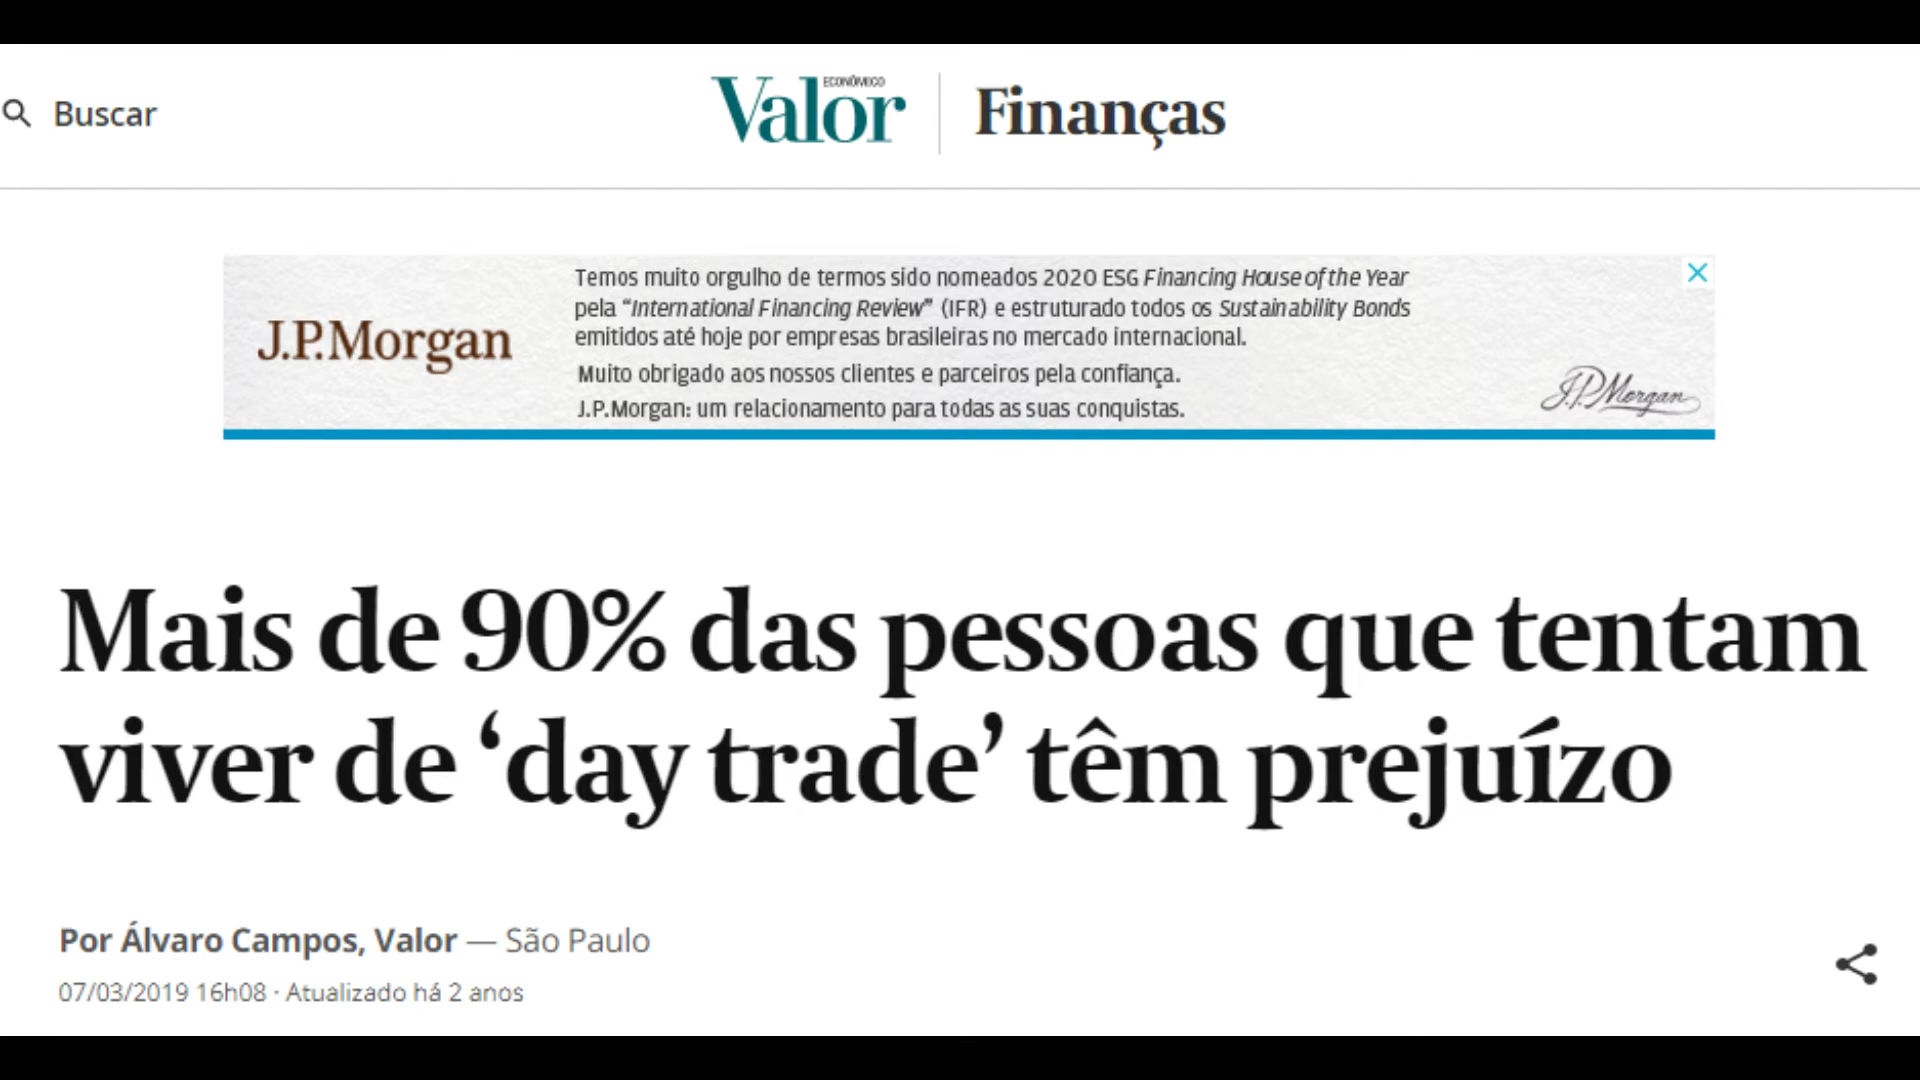 Buscar
Valor
ECONÔMICO
Finanças
J.P.Morgan
Temos muito orgulho de termos sido nomeados 2020 ESG Financing House of the Year
pela “International Financing Review” (IFR) e estruturado todos os Sustainability Bonds
emitidos até hoje por empresas brasileiras no mercado internacional.
Muito obrigado aos nossos clientes e parceiros pela confiança.
J.P.Morgan: um relacionamento para todas as suas conquistas.
J.P.Morgan
Mais de 90% das pessoas que tentam
viver de ‘day trade’ têm prejuízo
Por Álvaro Campos, Valor — São Paulo
07/03/2019 16h08 · Atualizado há 2 anos